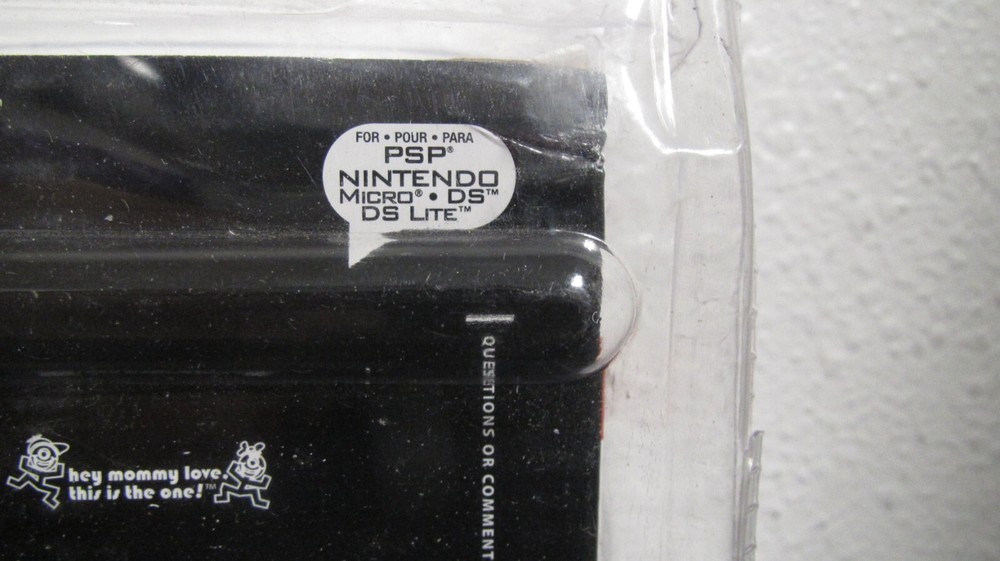 FOR • POUR • PARA
PSP®
NINTENDO
MICRO® • DS™
DS LITE™
QUESTIONS OR COMMENT
hey mommy love.
this is the one!™